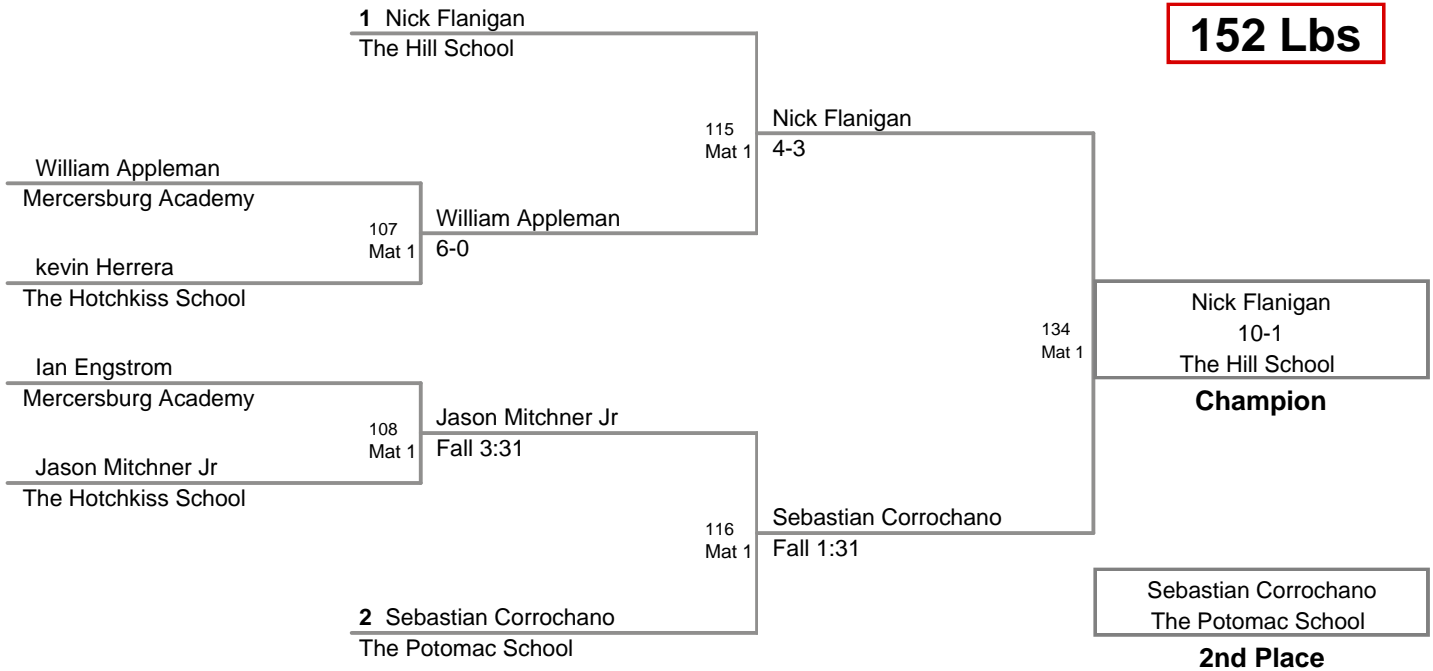 152 Lbs
1 Nick Flanigan
The Hill School
William Appleman
Mercersburg Academy
kevin Herrera
The Hotchkiss School
Ian Engstrom
Mercersburg Academy
Jason Mitchner Jr
The Hotchkiss School
107
Mat 1
William Appleman
6-0
108
Mat 1
Jason Mitchner Jr
Fall 3:31
2 Sebastian Corrochano
The Potomac School
115
Mat 1
Nick Flanigan
4-3
116
Mat 1
Sebastian Corrochano
Fall 1:31
134
Mat 1
Nick Flanigan
10-1
The Hill School
Champion
Sebastian Corrochano
The Potomac School
2nd Place